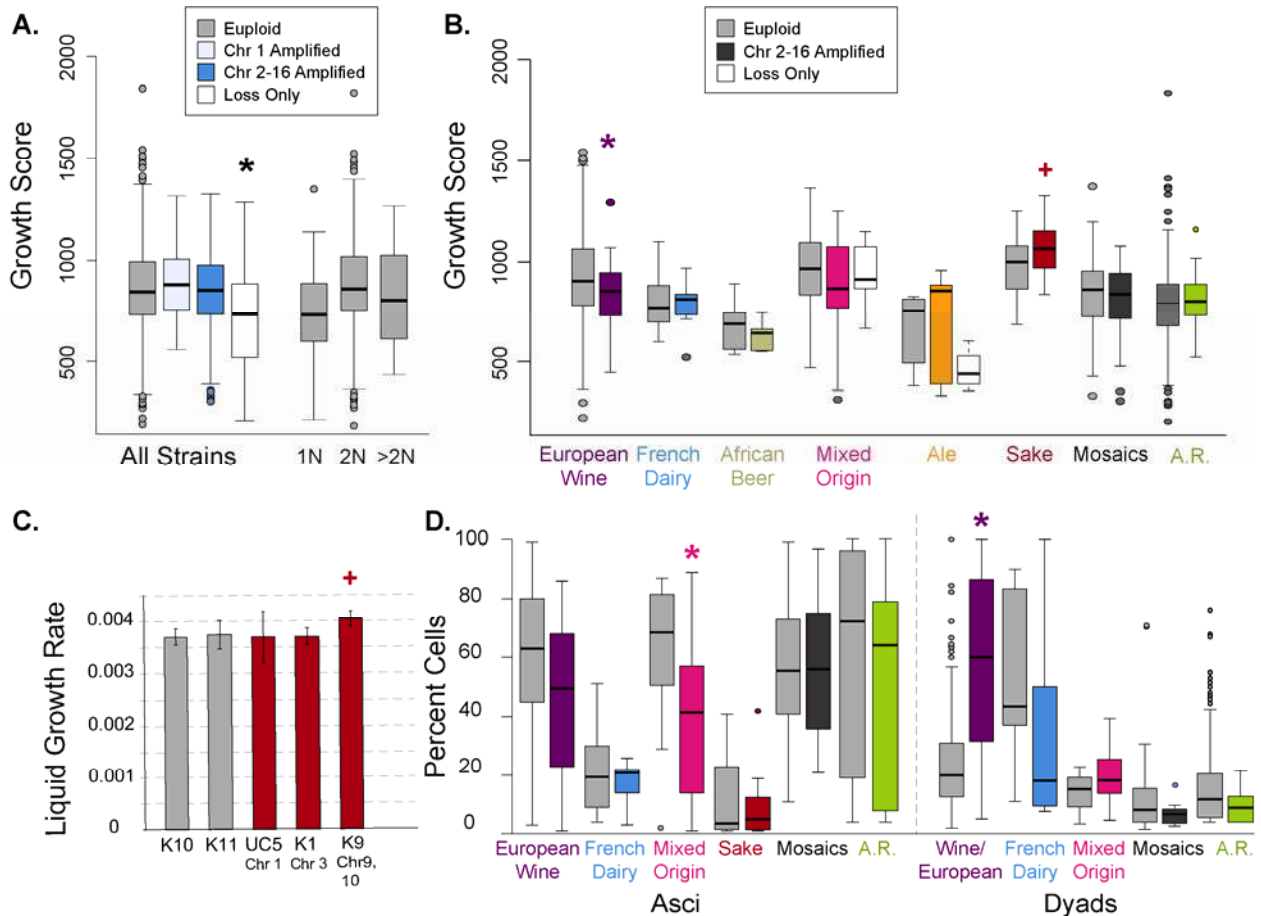 A.
Euploid
Chr 1 Amplified
Chr 2-16 Amplified
Loss Only
Growth Score
2000
1500
1000
500
*
All Strains
1N
2N
>2N
B.
Euploid
Chr 2-16 Amplified
Loss Only
Growth Score
2000
1500
1000
500
*
+
European
Wine
French
Dairy
African
Beer
Mixed
Origin
Ale
Sake
Mosaics
A.R.
C.
Liquid Growth Rate
0.004
0.003
0.002
0.001
0
+
K10
K11
UC5
Chr 1
K1
Chr 3
K9
Chr9,
10
D.
Percent Cells
100
80
60
40
20
0
*
*
European
Wine
French
Dairy
Mixed
Origin
Sake
Mosaics
A.R.
Asci
Wine/
European
French
Dairy
Mixed
Origin
Mosaics
A.R.
Dyads